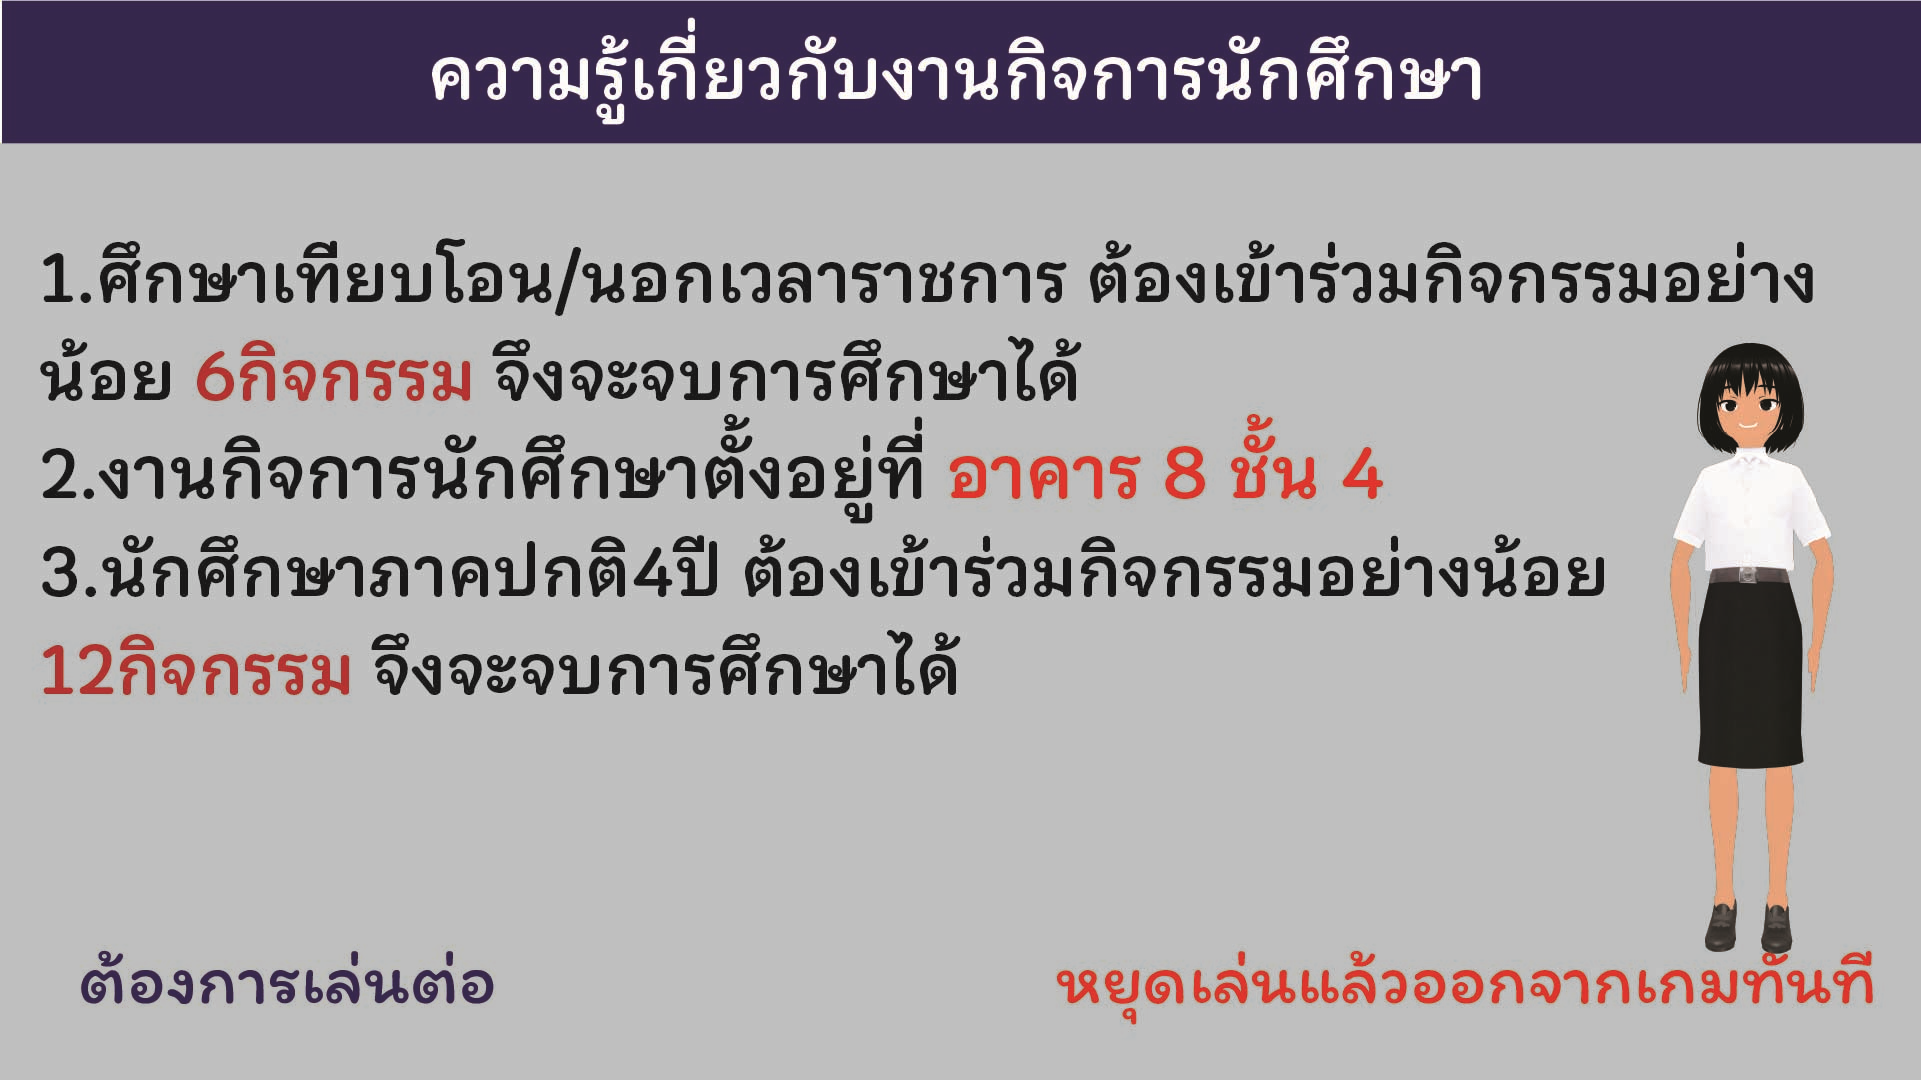 ความรู้เกี่ยวกับงานกิจการนักศึกษา
1.ศึกษาเทียบโอน/นอกเวลาราชการ ต้องเข้าร่วมกิจกรรมอย่าง
น้อย 6กิจกรรม จึงจะจบการศึกษาได้
2.งานกิจการนักศึกษาตั้งอยู่ที่ อาคาร 8 ชั้น 4
3.นักศึกษาภาคปกติ4ปี ต้องเข้าร่วมกิจกรรมอย่างน้อย
12กิจกรรม จึงจะจบการศึกษาได้
ต้องการเล่นต่อ
หยุดเล่นแล้วออกจากเกมทันที